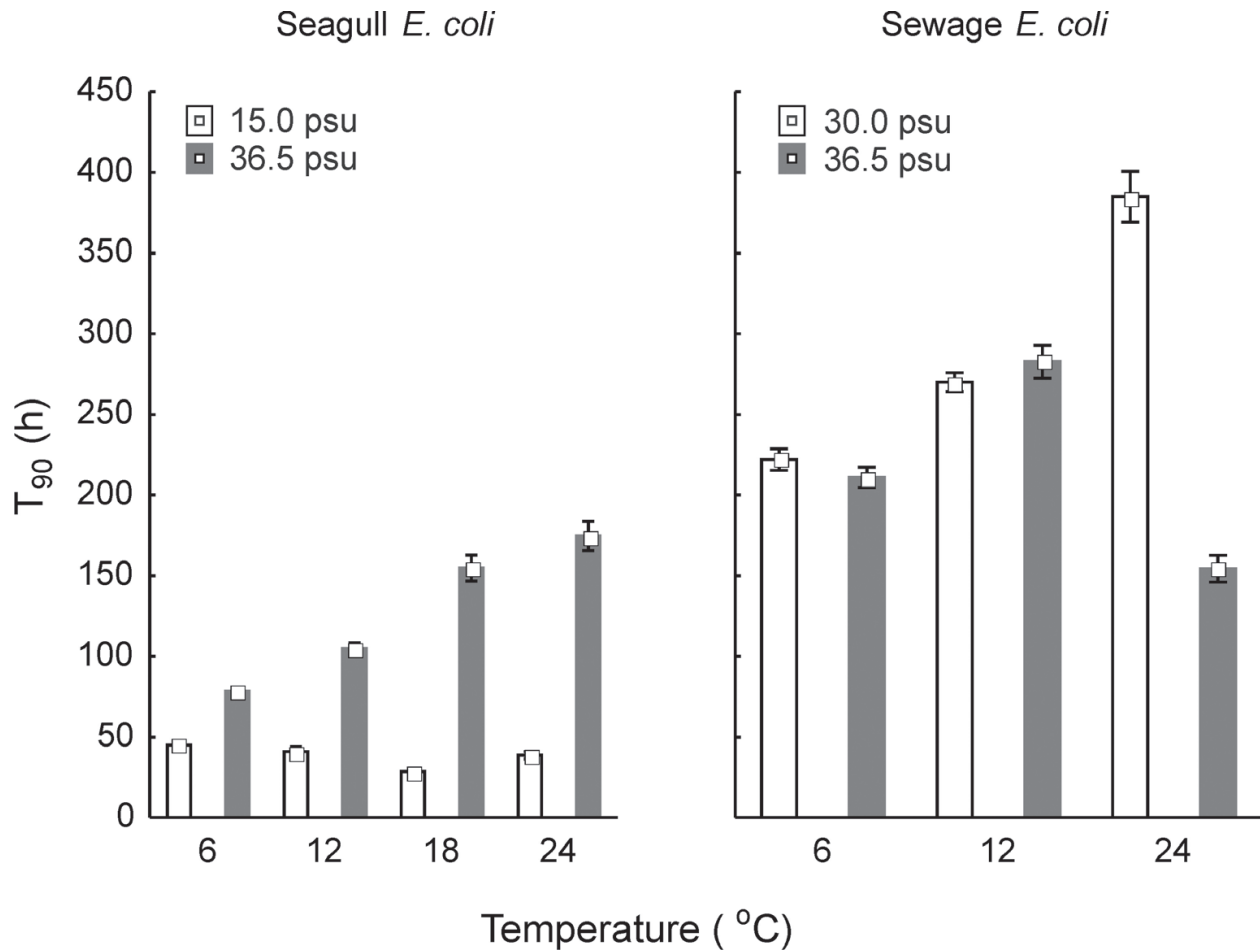 Seagull E. coli
Sewage E. coli
T90 (h)
450
400
350
300
250
200
150
100
50
0
15.0 psu
36.5 psu
30.0 psu
36.5 psu
6 12 18 24
6 12 24
Temperature ( °C)